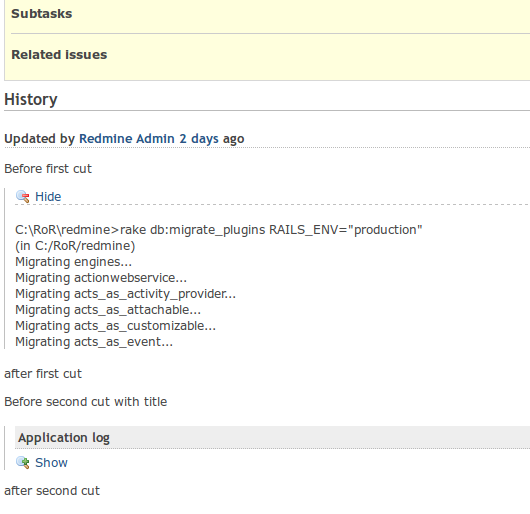 Subtasks
Related issues
History
Updated by Redmine Admin 2 days ago
Before first cut
Hide
C:\RoR\redmine>rake db:migrate_plugins RAILS_ENV="production"
(in C:/RoR/redmine)
Migrating engines...
Migrating actionwebservice...
Migrating acts_as_activity_provider...
Migrating acts_as_attachable...
Migrating acts_as_customizable...
Migrating acts_as_event...
after first cut
Before second cut with title
Application log
Show
after second cut